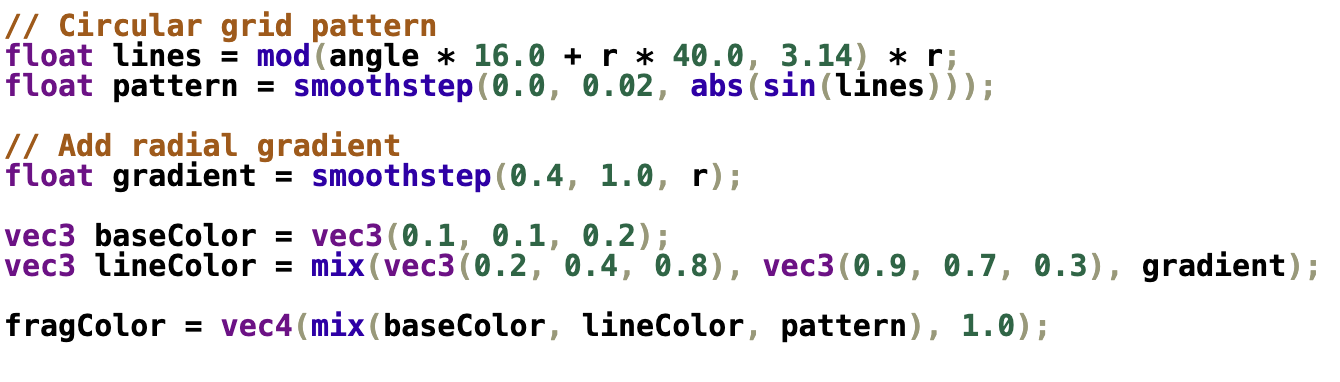 // Circular grid pattern
float lines = mod(angle * 16.0 + r * 40.0, 3.14) * r;
float pattern = smoothstep(0.0, 0.02, abs(sin(lines)));
// Add radial gradient
float gradient = smoothstep(0.4, 1.0, r);
vec3 baseColor = vec3(0.1, 0.1, 0.2);
vec3 lineColor = mix(vec3(0.2, 0.4, 0.8), vec3(0.9, 0.7, 0.3), gradient);
fragColor = vec4(mix(baseColor, lineColor, pattern), 1.0);